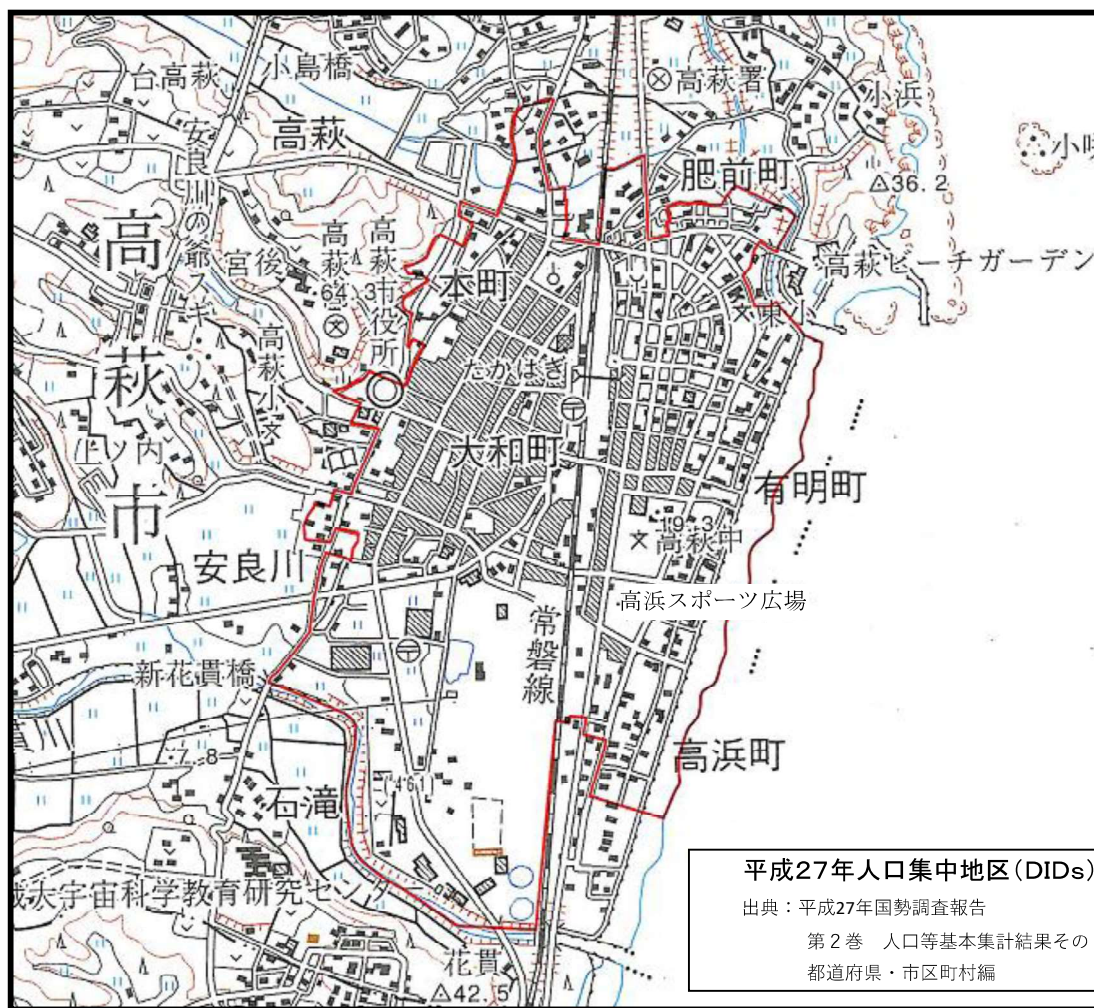 台高萩
小島橋
高萩署
小浜
高萩
肥前町
安良川の爺スギ
36.2
高萩市
宮後
高萩
64.3
高萩市役所
本町
高萩ビーチガーデン
東小
高萩小
たかはぎ
大和町
有明町
19.3
高萩中
安良川
高浜スポーツ広場
常磐線
新花貫橋
7.8
石滝
(461)
高浜町
大宇宙科学教育研究センター
花貫
42.5
平成27年人口集中地区(DIDs)
出典:平成27年国勢調査報告
第2巻 人口等基本集計結果その
都道府県・市区町村編